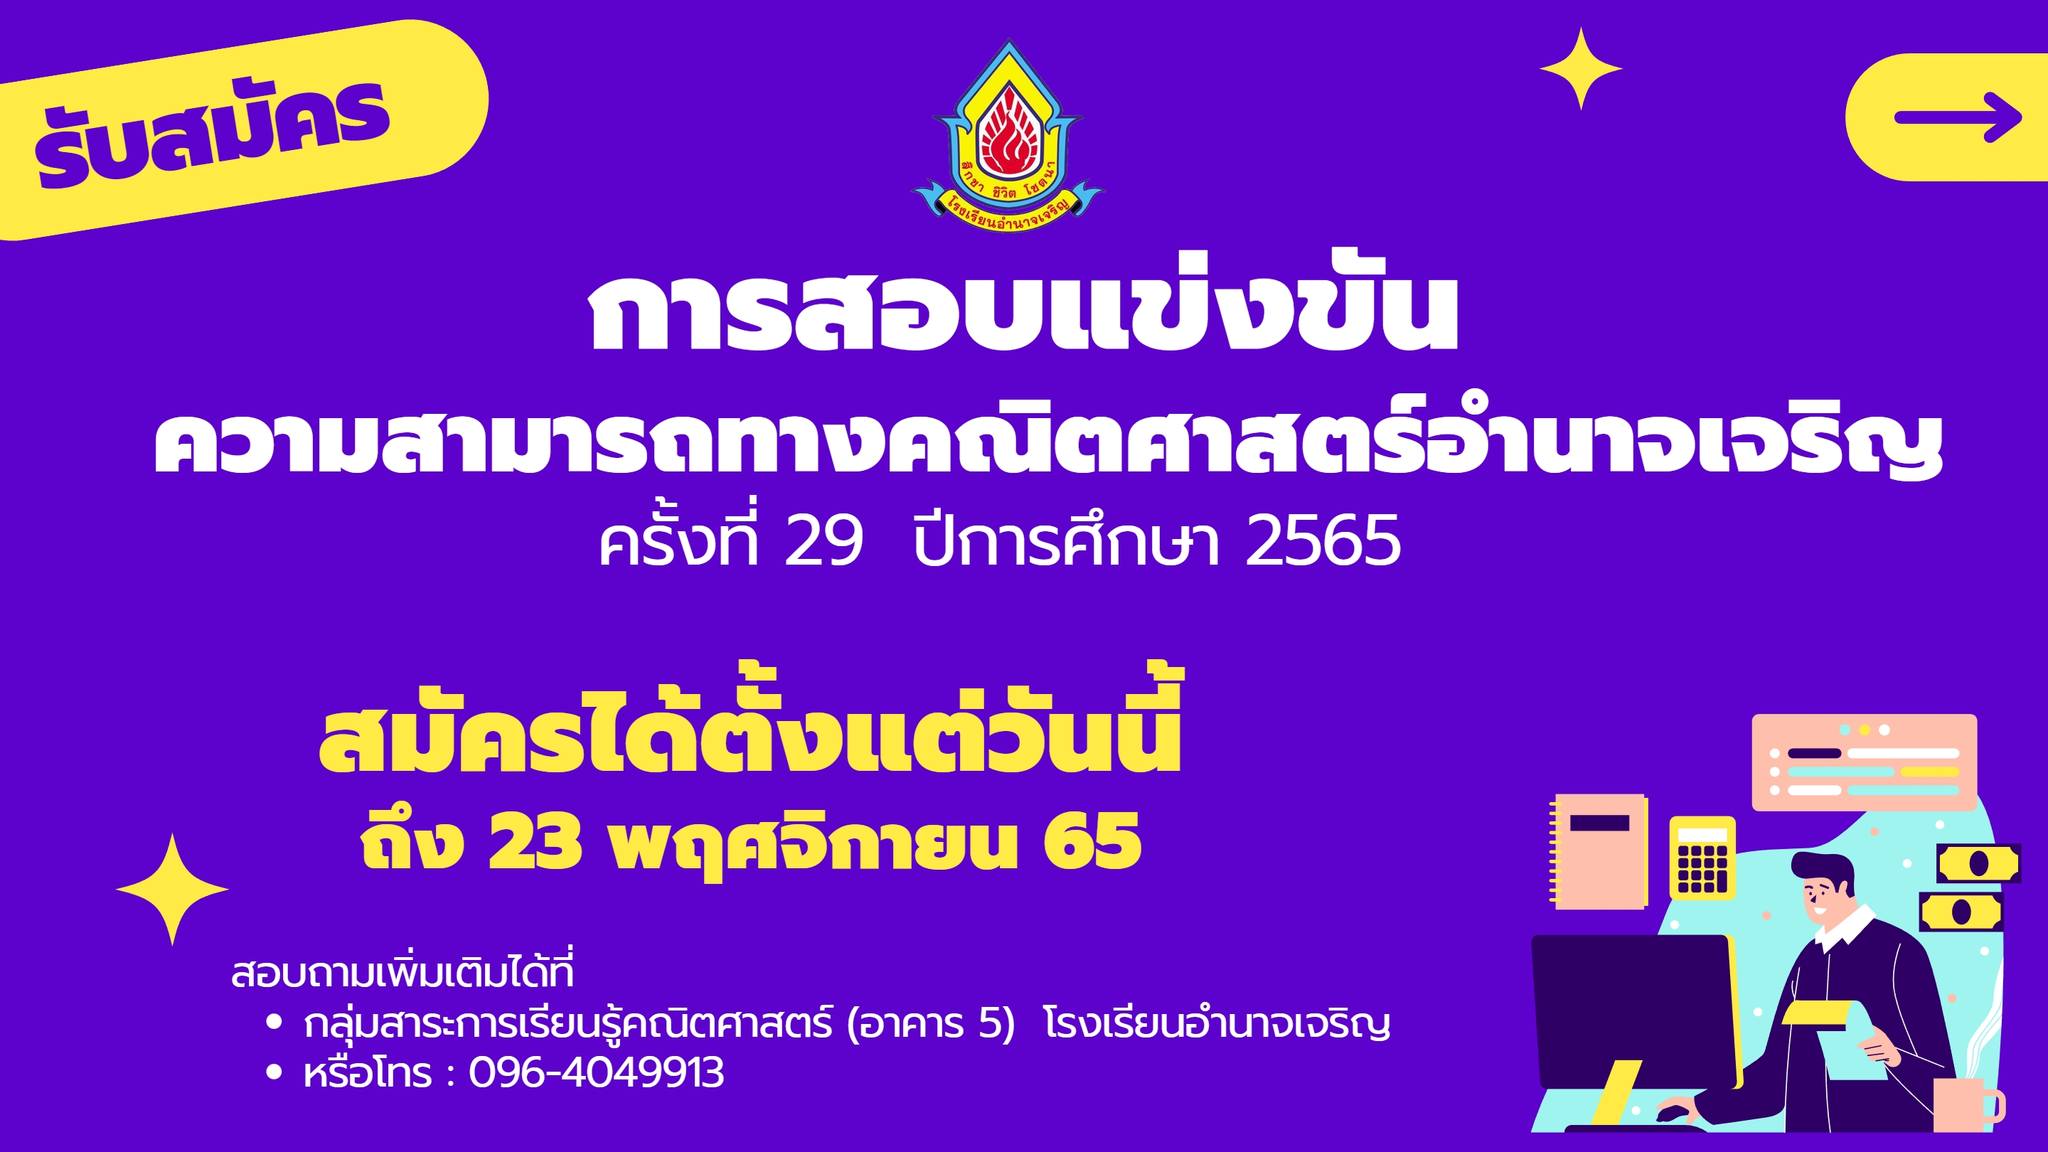 รับสมัคร
ศึกษา ชีวิต โชตนา
โรงเรียนอำนาจเจริญ
การสอบแข่งขัน
ความสามารถทางคณิตศาสตร์อำนาจเจริญ
ครั้งที่ 29 ปีการศึกษา 2565
สมัครได้ตั้งแต่วันนี้
ถึง 23 พฤศจิกายน 65
สอบถามเพิ่มเติมได้ที่
• กลุ่มสาระการเรียนรู้คณิตศาสตร์ (อาคาร 5) โรงเรียนอำนาจเจริญ
• หรือโทร : 096-4049913